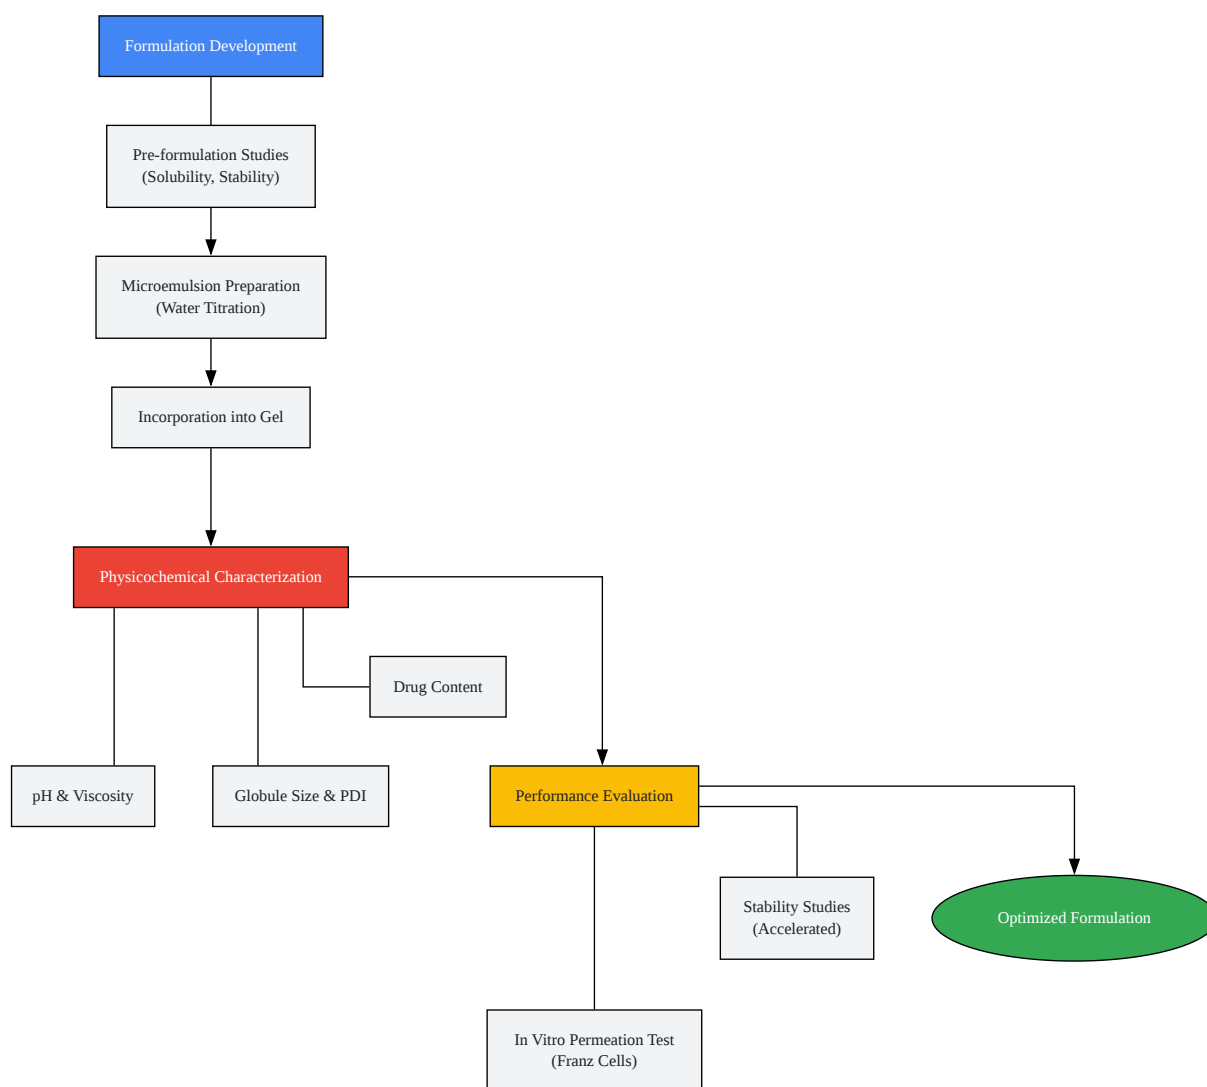 Formulation Development
Pre-formulation Studies
(Solubility, Stability)
Microemulsion Preparation
(Water Titration)
Incorporation into Gel
Physicochemical Characterization
Drug Content
pH & Viscosity
Globule Size & PDI
Performance Evaluation
Stability Studies
(Accelerated)
Optimized Formulation
In Vitro Permeation Test
(Franz Cells)